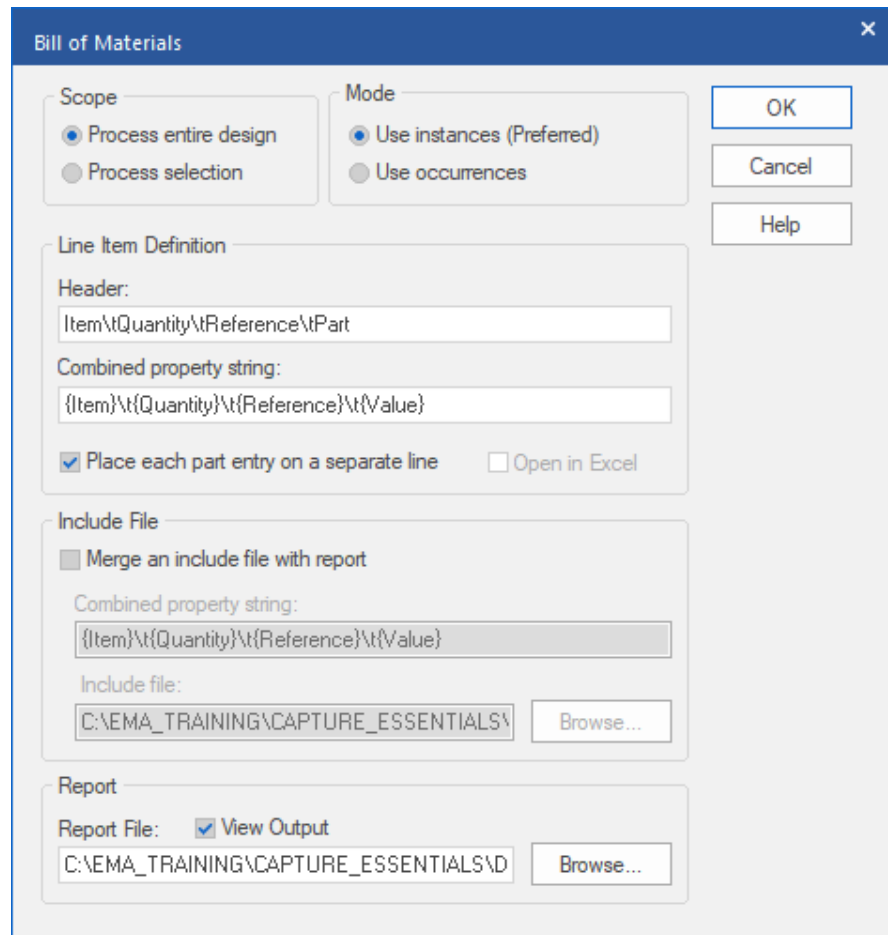 Bill of Materials
Scope
Process entire design
Process selection
Mode
Use instances (Preferred)
Use occurrences
OK
Cancel
Help
Line Item Definition
Header:
Item\tQuantity\tReference\tPart
Combined property string:
{Item}\t{Quantity}\t{Reference}\t{Value}
Place each part entry on a separate line
Open in Excel
Include File
Merge an include file with report
Combined property string:
{Item}\t{Quantity}\t{Reference}\t{Value}
Include file:
C:\EMA_TRAINING\CAPTURE_ESSENTIALS\
Browse...
Report
Report File:
View Output
C:\EMA_TRAINING\CAPTURE_ESSENTIALS\D
Browse...